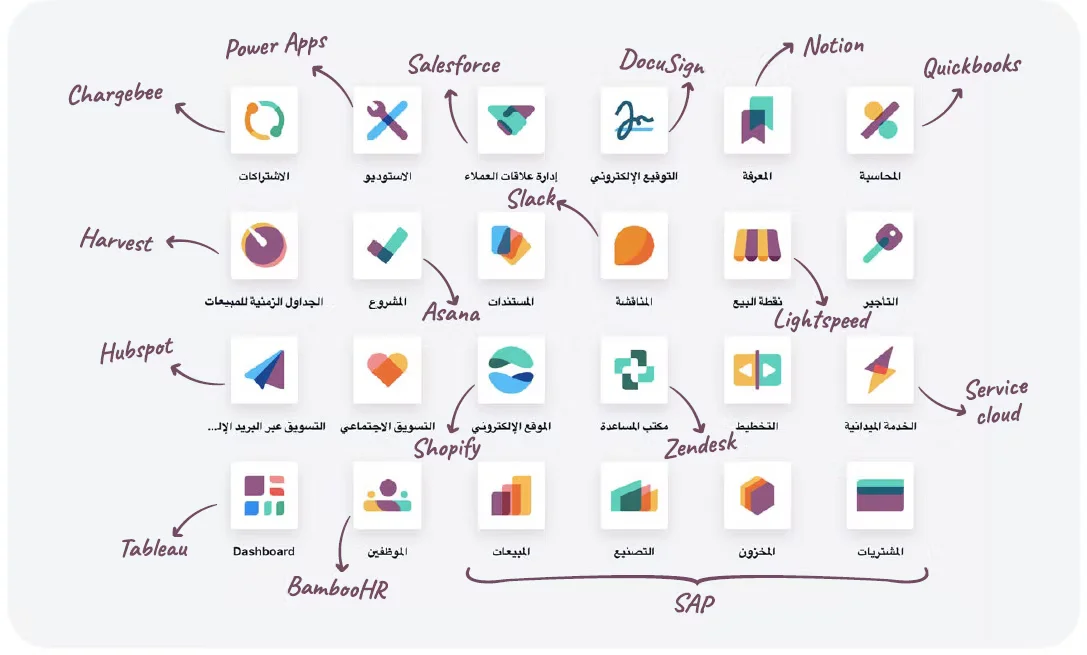 Power Apps
Salesforce
DocuSign
Notion
Quickbooks
Chargebee
المحاسبة
المعرفة
التوقيع الإلكتروني
إدارة علاقات العملاء
الاستوديو
الاشتراكات
Slack
Harvest
التأجير
نقطة البيع
المناقشة
المستندات
المشروع
الجداول الزمنية للمبيعات
Asana
Lightspeed
Hubspot
Service
cloud
الخدمة الميدانية
التخطيط
مكتب المساعدة
الموقع الإلكتروني
التسويق الاجتماعي
التسويق عبر البريد الإلـ...
Shopify
Zendesk
Tableau
المشتريات
المخزون
التصنيع
المبيعات
الموظفين
Dashboard
BambooHR
SAP